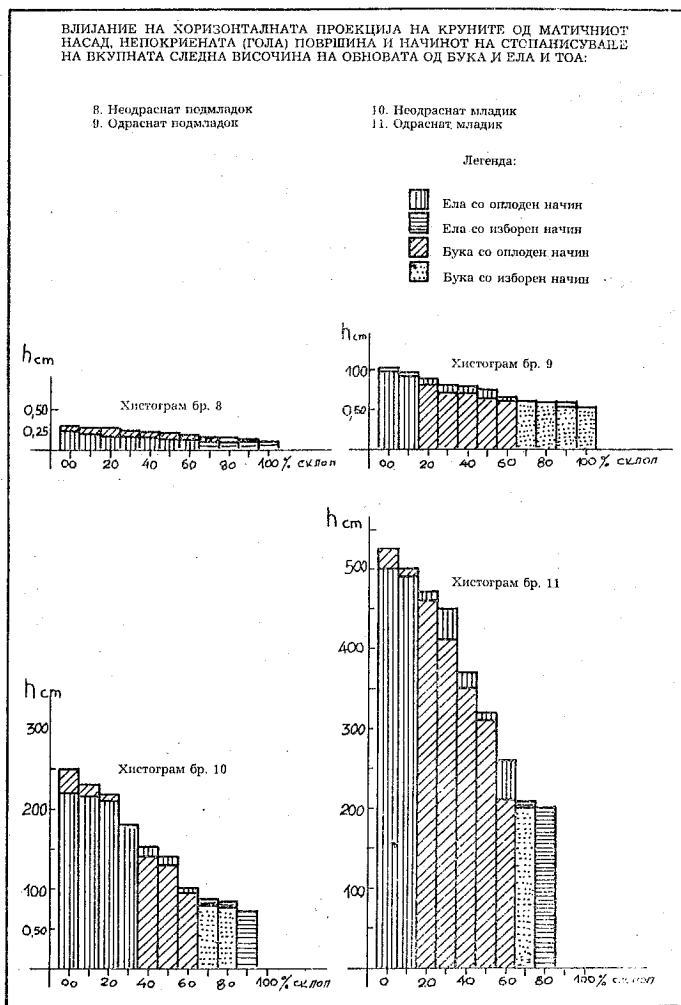 ВЛИЈАНИЕ НА ХОРИЗОНТАЛНАТА ПРОЕКЦИЈА НА КРУНИТЕ ОД МАТИЧНИОТ
НАСАД, НЕПОКРИЕНАТА (ГОЛА) ПОВРШИНА И НАЧИНОТ НА СТОПАНИСУВАЊЕ
НА ВКУПНАТА СЛЕДНА ВИСОЧИНА НА ОБНОВАТА ОД БУКА И ЕЛА И ТОА:
8. Неодраснат подмладок
9. Одраснат подмладок
10. Неодраснат младик
11. Одраснат младик
Легенда:
Ела со оплоден начин
Ела со изборен начин
Бука со оплоден начин
Бука со изборен начин
h cm
Хистограм бр. 8
0,50
0,25
00 20 40 60 80 100% склоп
h cm
Хистограм бр. 9
100
0,50
00 20 40 60 80 100% склоп
h cm
300
Хистограм бр. 10
200
100
0,50
00 20 40 60 80 100% склоп
h cm
500
Хистограм бр. 11
400
300
200
100
0 20 40 60 80 100% склоп